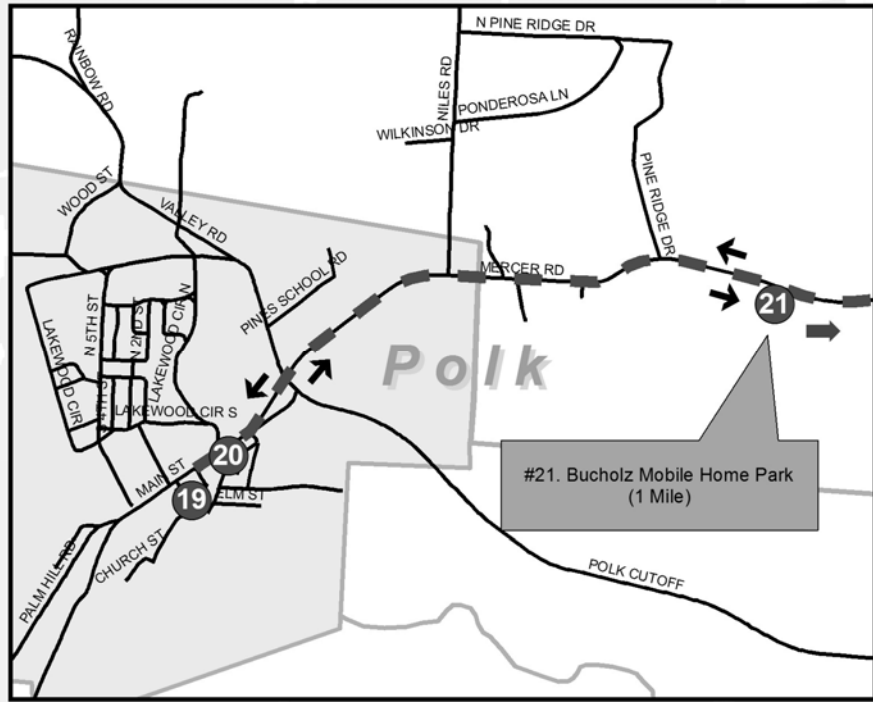 N PINE RIDGE DR
RAINBOW RD
NILES RD
PONDEROSA LN
WILKINSON DR
WOOD ST
VALLEY RD
PINE RIDGE DR
MERCER RD
PINES SCHOOL RD
N 5TH ST
N 2ND ST
LAKEWOOD CIR N
LAKEWOOD CIR
21
Polk
LAKEWOOD CIR S
20
#21. Bucholz Mobile Home Park
(1 Mile)
MAIN ST
19
ELM ST
CHURCH ST
PALM HILL RD
POLK CUTOFF